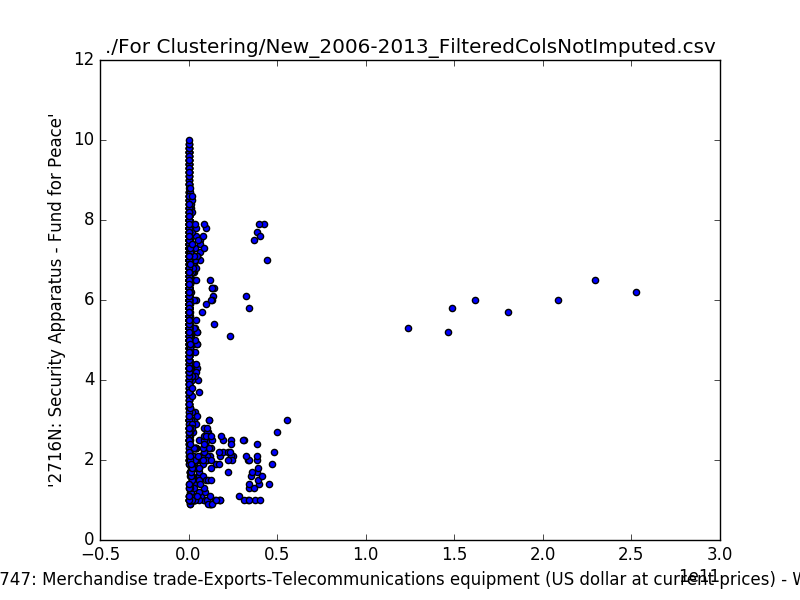 ./For Clustering/New_2006-2013_FilteredColsNotImputed.csv
'2716N: Security Apparatus - Fund for Peace'
12
10
8
6
4
2
0
−0.5 0.0 0.5 1.0 1.5 2.0 2.5 3.0
1e11
747: Merchandise trade-Exports-Telecommunications equipment (US dollar at current prices) - W